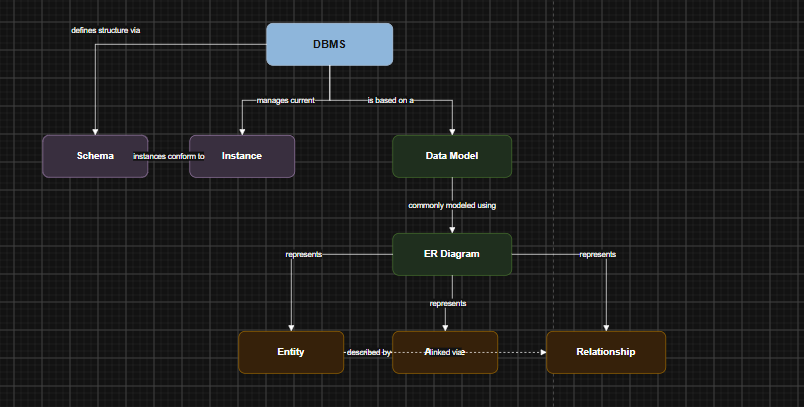 defines structure via
DBMS
manages current
is based on a
Schema
instances conform to
Instance
Data Model
commonly modeled using
ER Diagram
represents
represents
represents
Entity
described by
linked via
Relationship